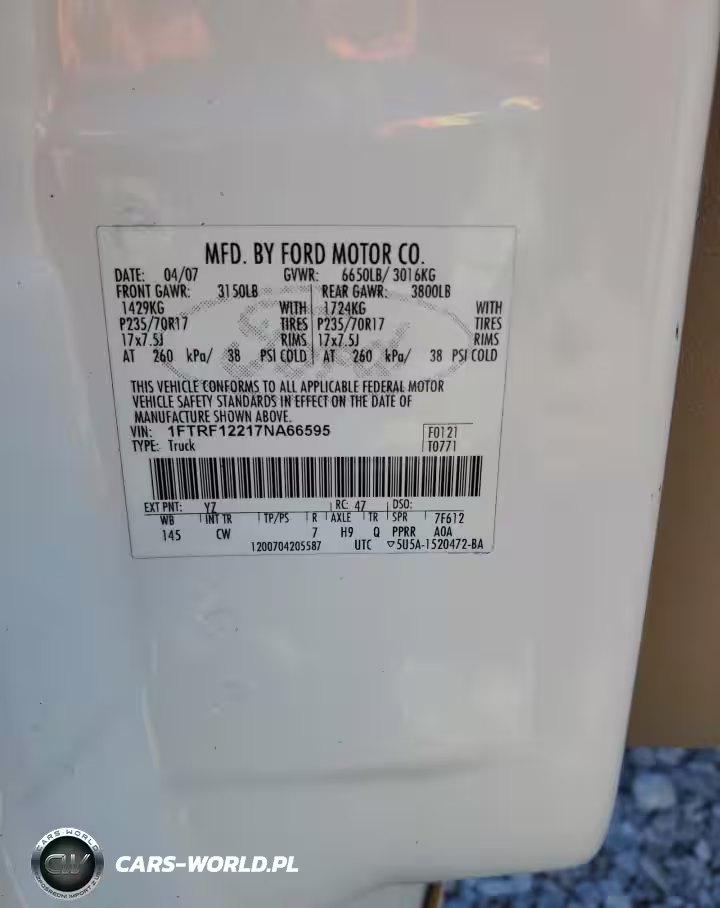 MFD. BY FORD MOTOR CO.
DATE: 04/07 GVWR: 6650LB/ 3016KG
FRONT GAWR: 3150LB REAR GAWR: 3800LB
1429KG WITH 1724KG WITH
P235/70R17 TIRES P235/70R17 TIRES
17x7.5J RIMS 17x7.5J RIMS
AT 260 kPa/ 38 PSI COLD AT 260 kPa/ 38 PSI COLD
THIS VEHICLE CONFORMS TO ALL APPLICABLE FEDERAL MOTOR
VEHICLE SAFETY STANDARDS IN EFFECT ON THE DATE OF
MANUFACTURE SHOWN ABOVE.
VIN: 1FTRF12217NA66595 F0121
TYPE: Truck T0771
EXT PNT: YZ RC: 47 DSO:
WB INT TR TP/PS R AXLE TR SPR 7F612
145 CW 7 H9 Q PPRR A0A
1200704205587 UTC ▽5U5A-1520472-BA
CARS-WORLD
CW
CARS-WORLD.PL